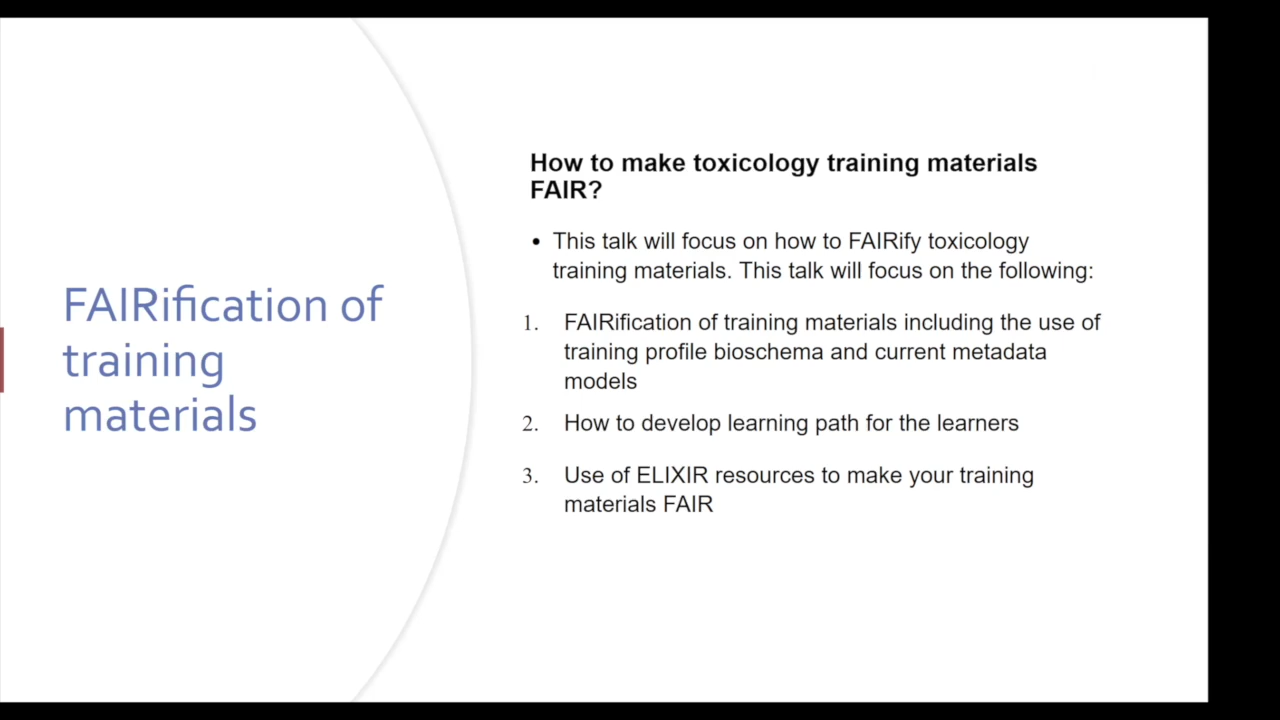 FAIRification of
training
materials
How to make toxicology training materials
FAIR?
• This talk will focus on how to FAIRify toxicology
training materials. This talk will focus on the following:
1. FAIRification of training materials including the use of
training profile bioschema and current metadata
models
2. How to develop learning path for the learners
3. Use of ELIXIR resources to make your training
materials FAIR